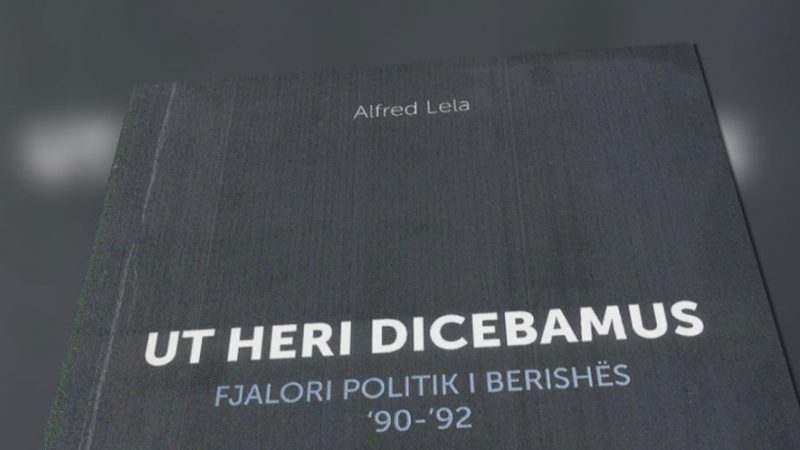 Alfred Lela
UT HERI DICEBAMUS
FJALORI POLITIK I BERISHËS
‘90-’92